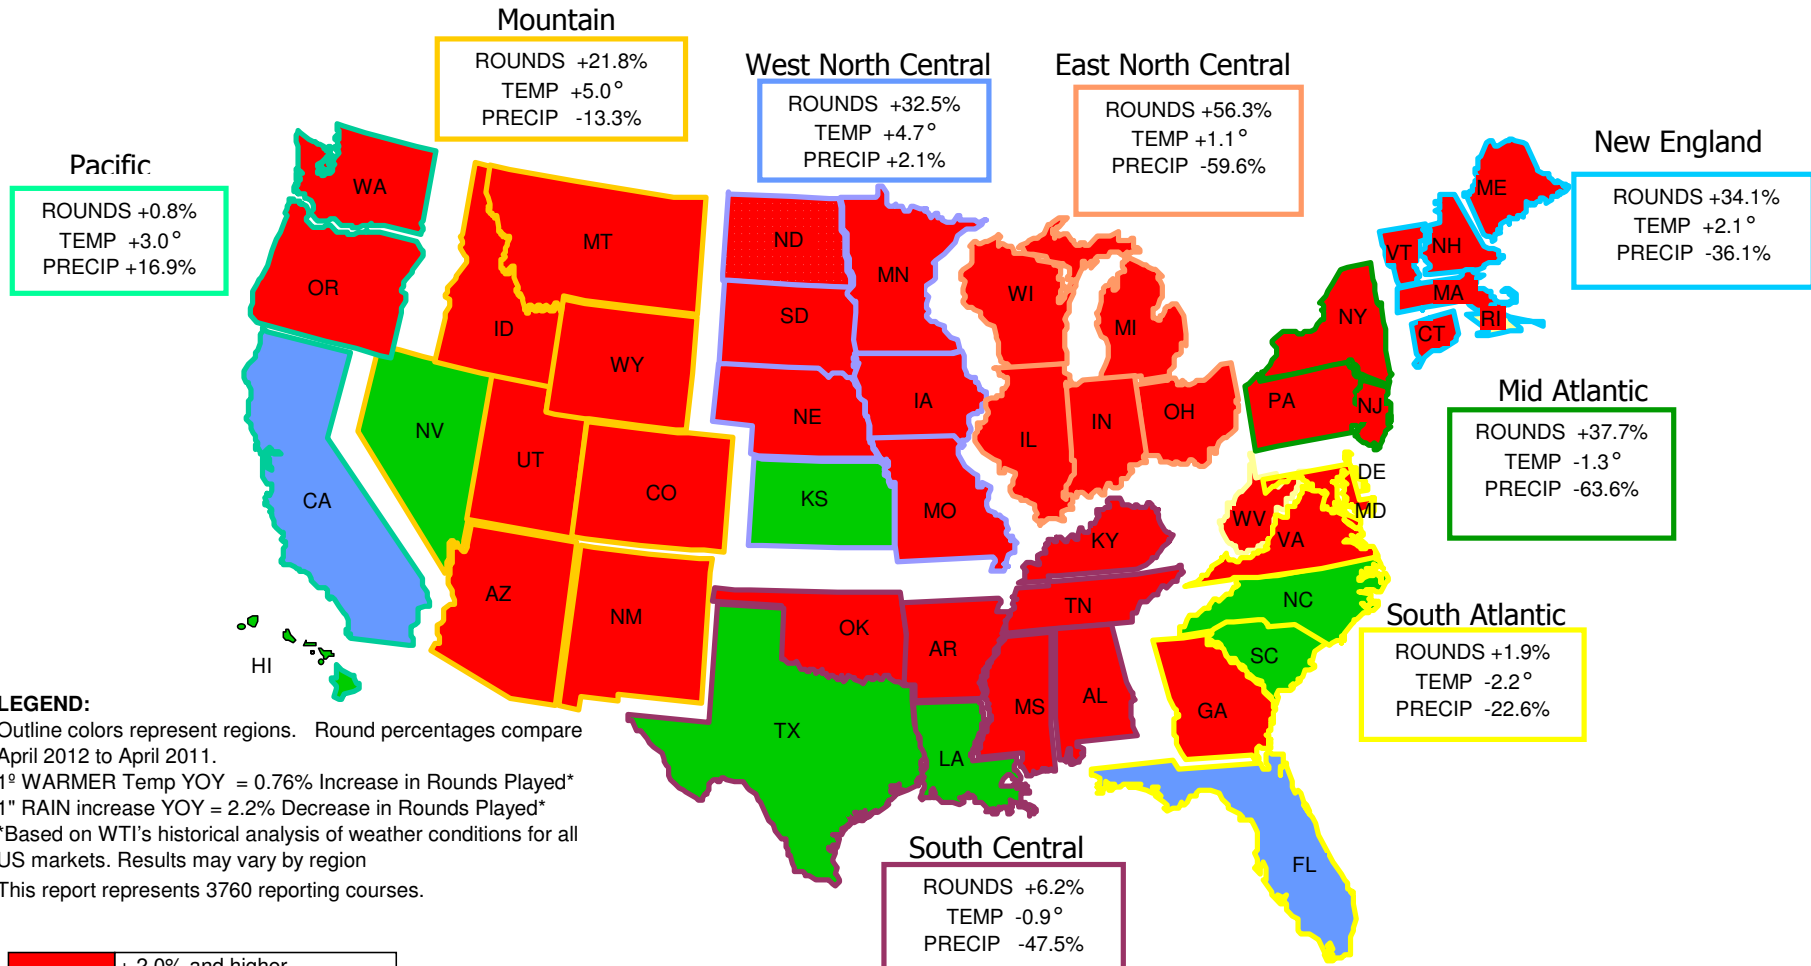 Mountain
ROUNDS +21.8%
TEMP +5.0°
PRECIP -13.3%
West North Central
ROUNDS +32.5%
TEMP +4.7°
PRECIP +2.1%
East North Central
ROUNDS +56.3%
TEMP +1.1°
PRECIP -59.6%
New England
ROUNDS +34.1%
TEMP +2.1°
PRECIP -36.1%
Pacific
ROUNDS +0.8%
TEMP +3.0°
PRECIP +16.9%
Mid Atlantic
ROUNDS +37.7%
TEMP -1.3°
PRECIP -63.6%
South Atlantic
ROUNDS +1.9%
TEMP -2.2°
PRECIP -22.6%
South Central
ROUNDS +6.2%
TEMP -0.9°
PRECIP -47.5%
WA
OR
CA
HI
MT
ID
WY
NV
UT
CO
AZ
NM
ND
SD
NE
KS
MN
IA
MO
WI
MI
IL
IN
OH
KY
TN
OK
AR
MS
AL
TX
LA
ME
VT
NH
MA
CT
RI
NY
PA
NJ
DE
MD
WV
VA
NC
SC
GA
FL
LEGEND:
Outline colors represent regions. Round percentages compare
April 2012 to April 2011.
1º WARMER Temp YOY = 0.76% Increase in Rounds Played*
1" RAIN increase YOY = 2.2% Decrease in Rounds Played*
*Based on WTI's historical analysis of weather conditions for all
US markets. Results may vary by region
This report represents 3760 reporting courses.
+ 2.0% and higher